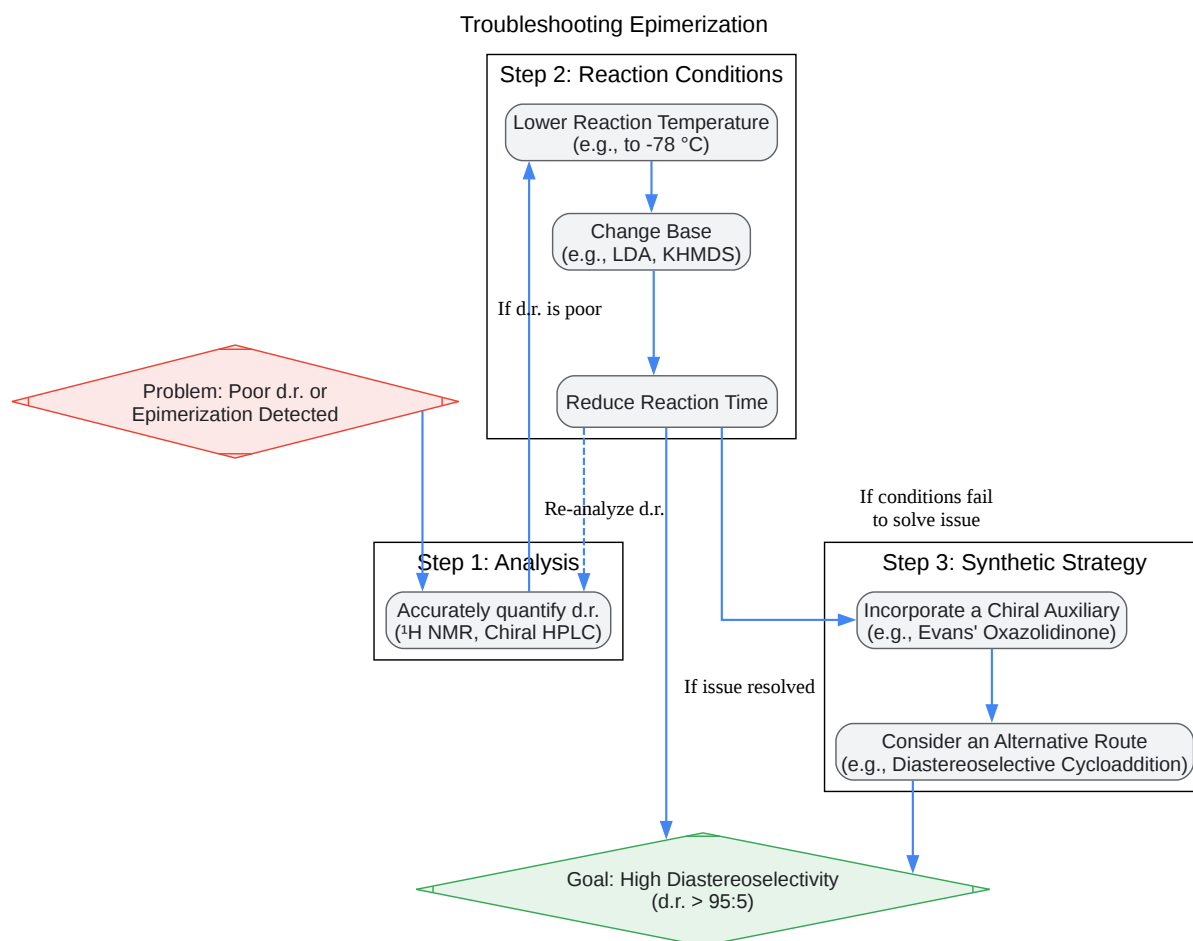 Troubleshooting Epimerization
Step 2: Reaction Conditions
Lower Reaction Temperature
(e.g., to -78 °C)
Change Base
(e.g., LDA, KHMDS)
If d.r. is poor
Problem: Poor d.r. or
Epimerization Detected
Reduce Reaction Time
Re-analyze d.r.
If conditions fail
to solve issue
Step 1: Analysis
Accurately quantify d.r.
(¹H NMR, Chiral HPLC)
Step 3: Synthetic Strategy
Incorporate a Chiral Auxiliary
(e.g., Evans' Oxazolidinone)
If issue resolved
Consider an Alternative Route
(e.g., Diastereoselective Cycloaddition)
Goal: High Diastereoselectivity
(d.r. > 95:5)